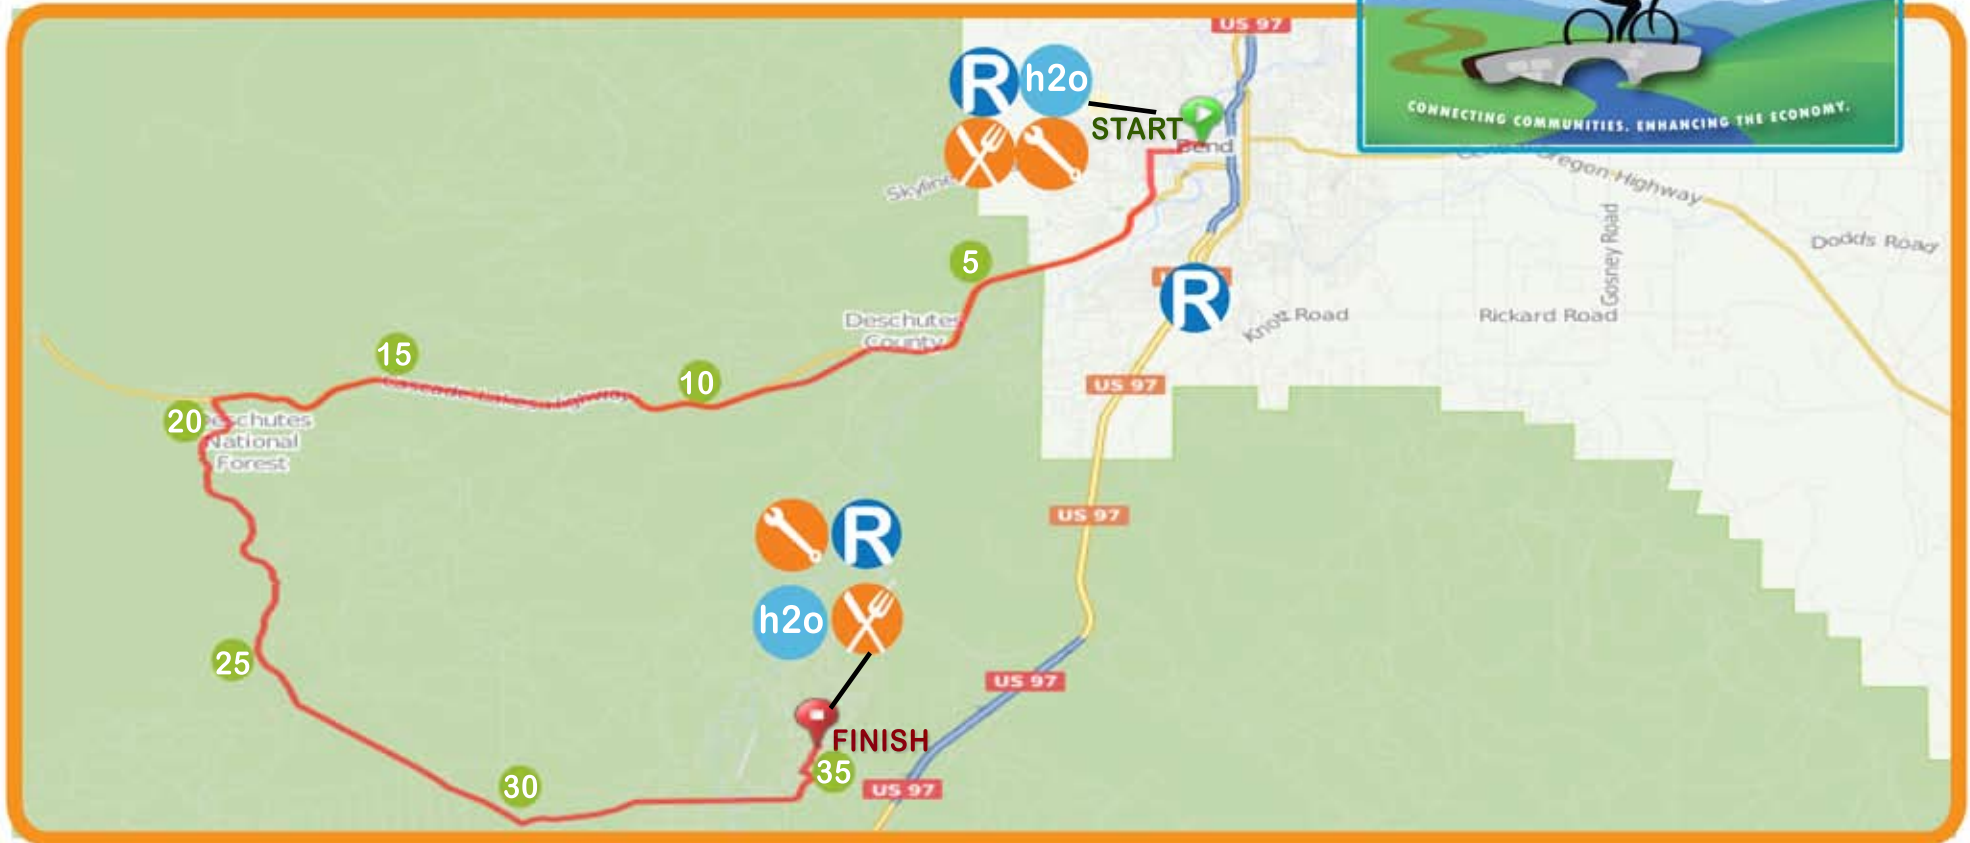 US 97
CONNECTING COMMUNITIES. ENHANCING THE ECONOMY.
R
h2o
START
Bend
Skyline
Oregon Highway
Gosney Road
Dodds Road
5
R
Knott Road
Rickard Road
Deschutes
County
15
10
US 97
Cascade Lakes Highway
20
Deschutes
National
Forest
R
US 97
h2o
25
US 97
FINISH
35
30
US 97